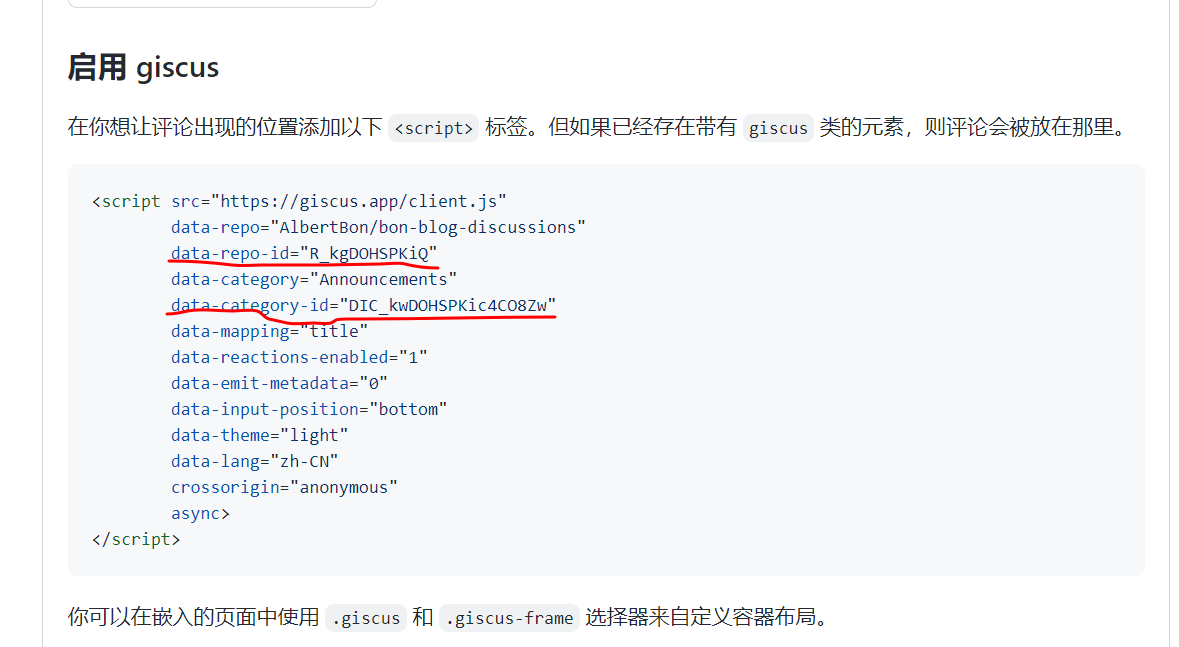 启用 giscus
在你想让评论出现的位置添加以下 <script> 标签。但如果已经存在带有 giscus 类的元素，则评论会被放在那里。
<script src="https://giscus.app/client.js"
data-repo="AlbertBon/bon-blog-discussions"
data-repo-id="R_kgDOHSPKiQ"
data-category="Announcements"
data-category-id="DIC_kwDOHSPKic4CO8Zw"
data-mapping="title"
data-reactions-enabled="1"
data-emit-metadata="0"
data-input-position="bottom"
data-theme="light"
data-lang="zh-CN"
crossorigin="anonymous"
async>
</script>
你可以在嵌入的页面中使用 .giscus 和 .giscus-frame 选择器来自定义容器布局。